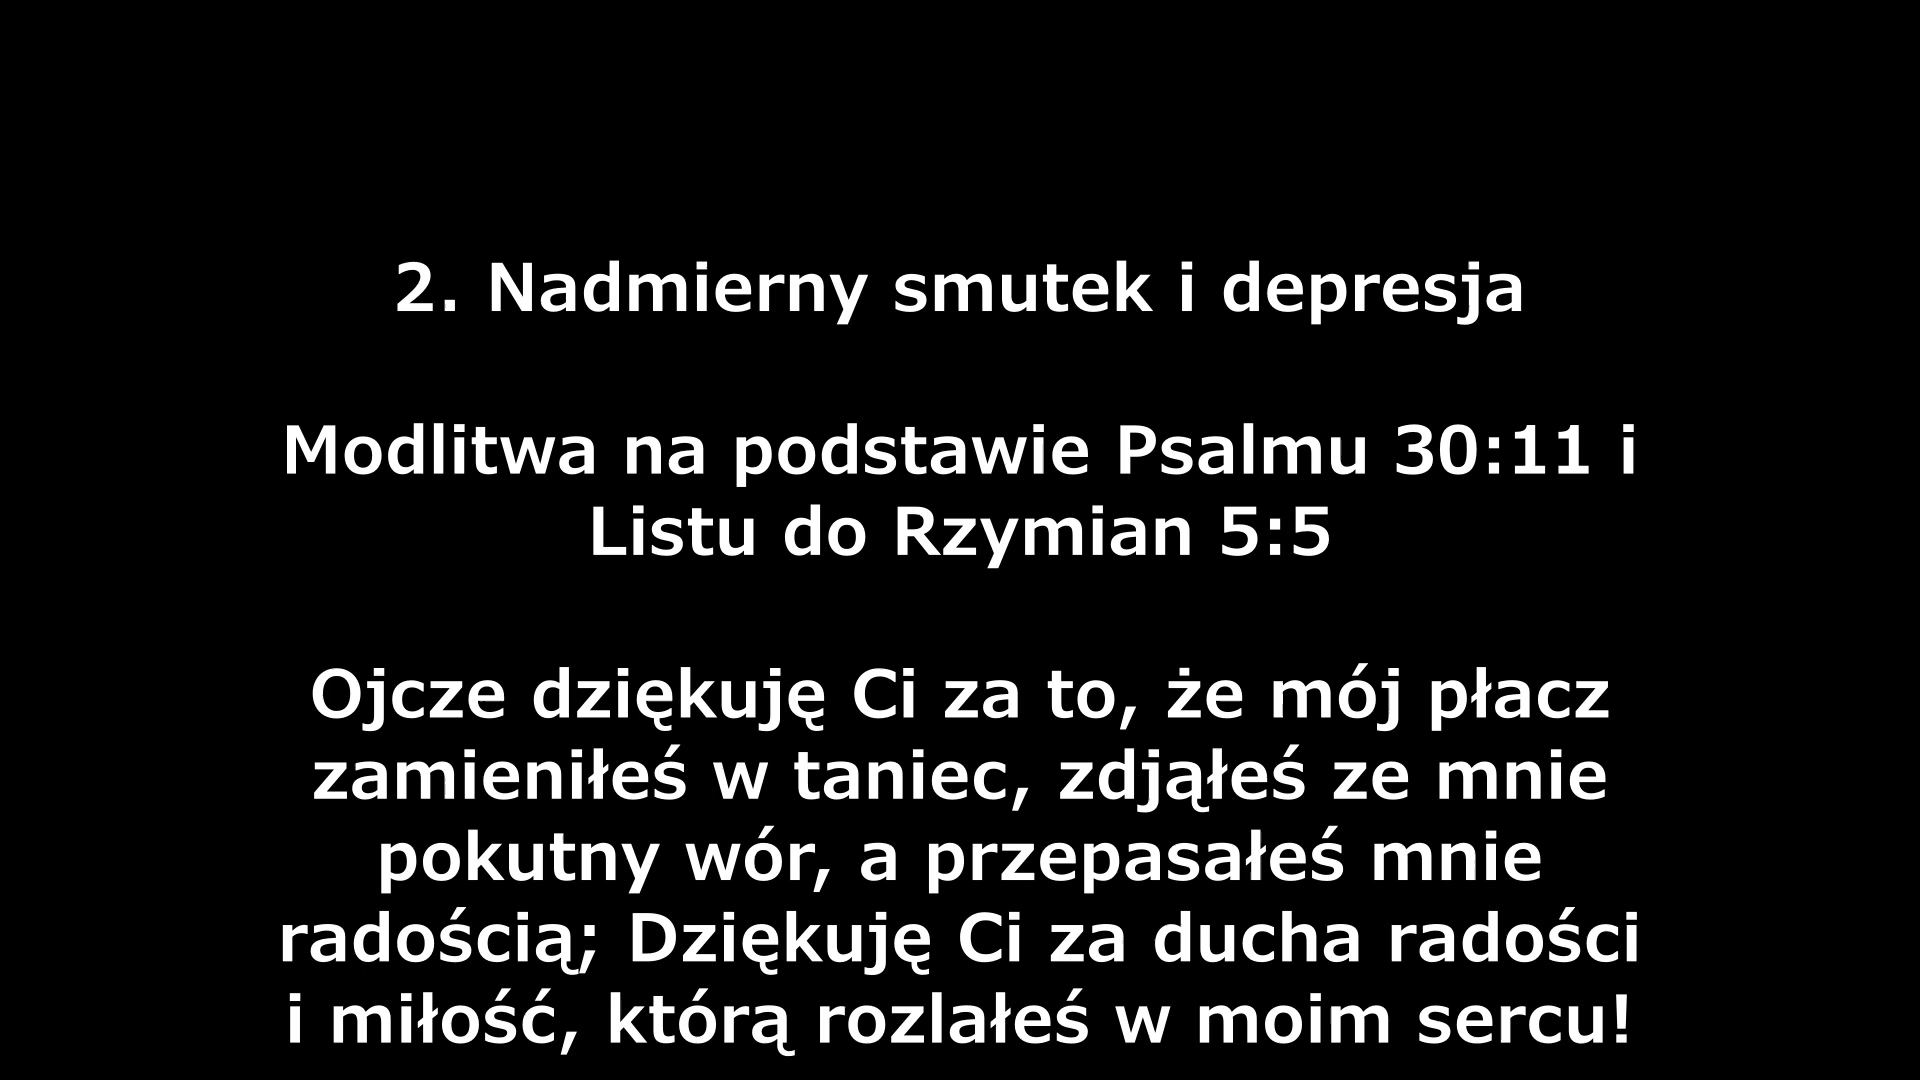 2. Nadmierny smutek i depresja
Modlitwa na podstawie Psalmu 30:11 i
Listu do Rzymian 5:5
Ojcze dziękuję Ci za to, że mój płacz
zamieniłeś w taniec, zdjąłeś ze mnie
pokutny wór, a przepasałeś mnie
radością; Dziękuję Ci za ducha radości
i miłość, którą rozlałeś w moim sercu!